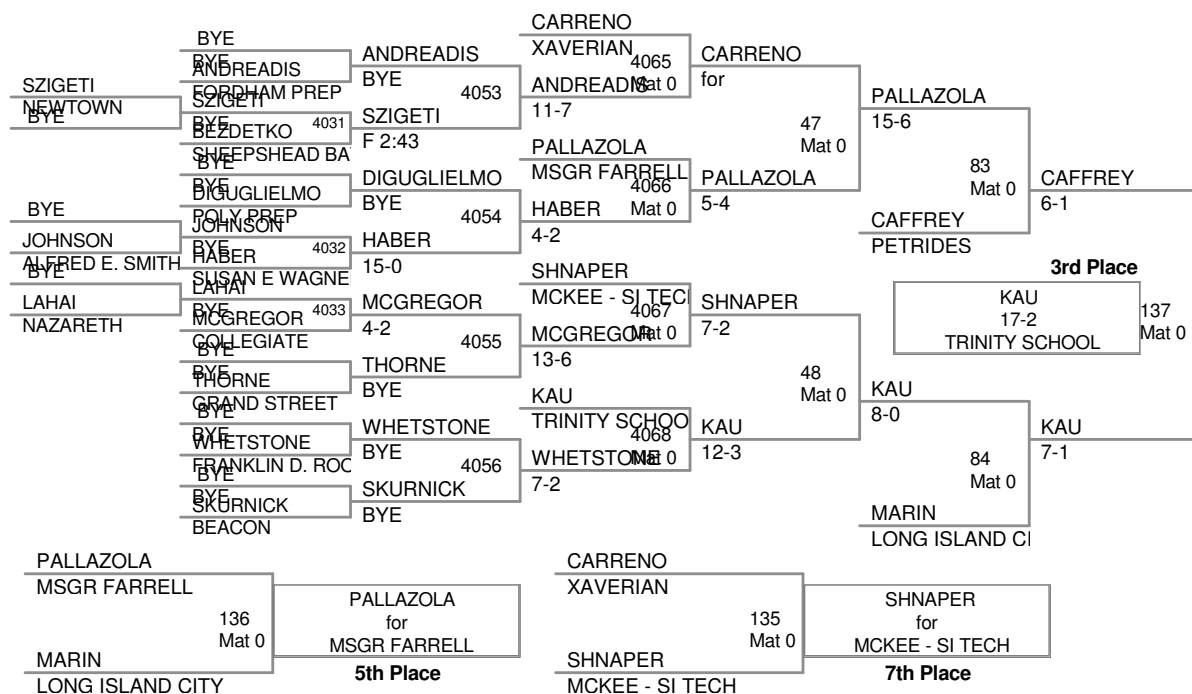 SZIGETI
NEWTOWN
BYE
BYE
JOHNSON
ALFRED E. SMITH
BYE
LAHAI
NAZARETH
BYE
BYE
ANDREADIS
FORDHAM PREP
SZIGETI
BYE
BEZDETKO
4031
SHEEPSHEAD BA
BYE
BYE
DIGUGLIELMO
POLY PREP
JOHNSON
BYE
HABER
4032
SUSAN E WAGNE
LAHAI
BYE
MCGREGOR
4033
COLLEGIATE
BYE
BYE
THORNE
GRAND STREET
BYE
BYE
WHETSTONE
FRANKLIN D. ROO
BYE
BYE
SKURNICK
BEACON
ANDREADIS
BYE
4053
SZIGETI
F 2:43
DIGUGLIELMO
BYE
4054
HABER
15-0
MCGREGOR
4-2
4055
THORNE
BYE
WHETSTONE
BYE
4056
SKURNICK
BYE
CARRENO
XAVERIAN
4065
Mat 0
ANDREADIS
11-7
PALLAZOLA
MSGR FARRELL
4066
Mat 0
HABER
4-2
SHNAPER
MCKEE - SI TECH
4067
Mat 0
MCGREGOR
13-6
KAU
TRINITY SCHOO
4068
Mat 0
WHETSTONE
7-2
CARRENO
for
47
Mat 0
PALLAZOLA
5-4
SHNAPER
7-2
48
Mat 0
KAU
12-3
PALLAZOLA
15-6
83
Mat 0
CAFFREY
PETRIDES
CAFFREY
6-1
3rd Place
KAU
17-2
TRINITY SCHOOL
137
Mat 0
KAU
8-0
84
Mat 0
MARIN
LONG ISLAND CI
KAU
7-1
PALLAZOLA
MSGR FARRELL
136
Mat 0
MARIN
LONG ISLAND CITY
PALLAZOLA
for
MSGR FARRELL
5th Place
CARRENO
XAVERIAN
135
Mat 0
SHNAPER
MCKEE - SI TECH
SHNAPER
for
MCKEE - SI TECH
7th Place